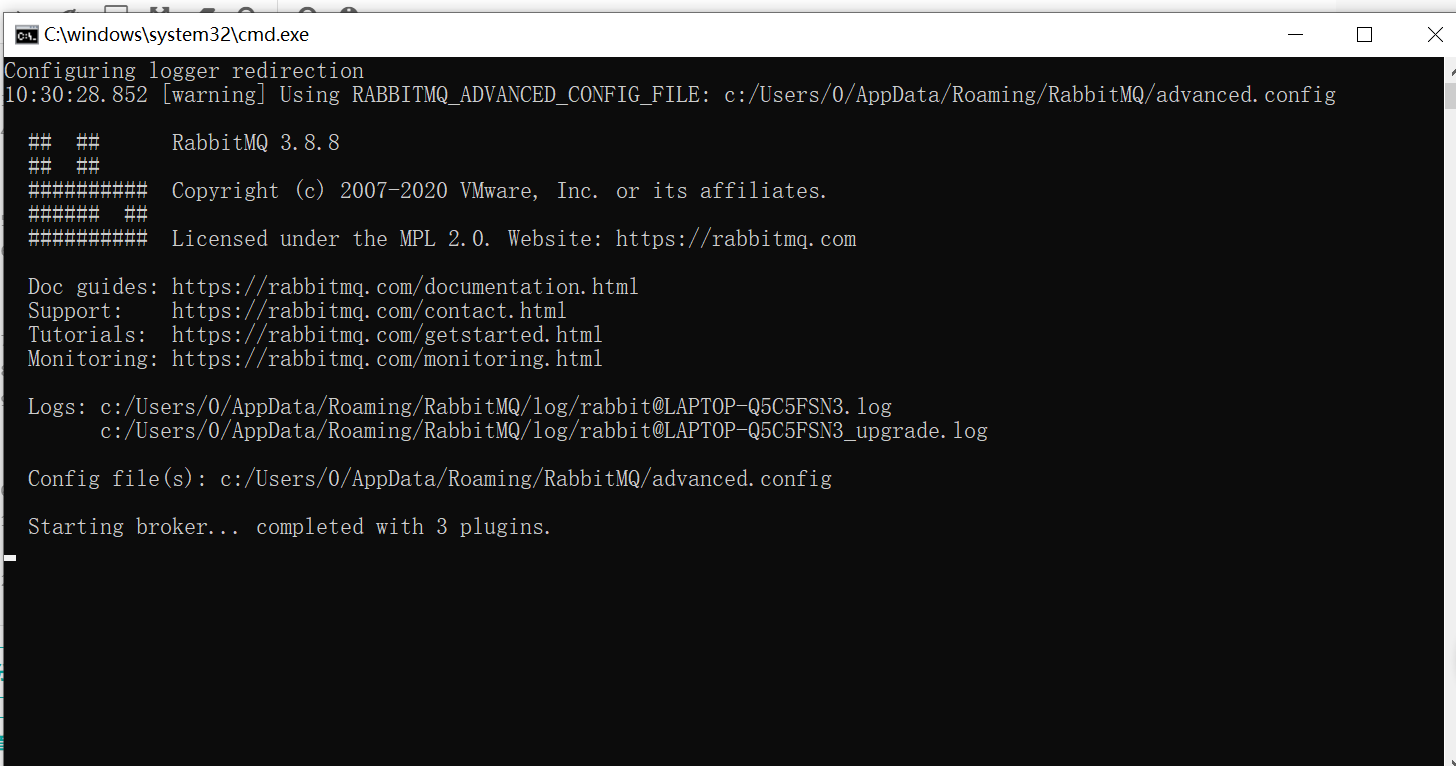 C:\windows\system32\cmd.exe
Configuring logger redirection
10:30:28.852 [warning] Using RABBITMQ_ADVANCED_CONFIG_FILE: c:/Users/0/AppData/Roaming/RabbitMQ/advanced.config
##  ##      RabbitMQ 3.8.8
##  ##
##########  Copyright (c) 2007-2020 VMware, Inc. or its affiliates.
######  ##
##########  Licensed under the MPL 2.0. Website: https://rabbitmq.com
Doc guides: https://rabbitmq.com/documentation.html
Support:    https://rabbitmq.com/contact.html
Tutorials:  https://rabbitmq.com/getstarted.html
Monitoring: https://rabbitmq.com/monitoring.html
Logs: c:/Users/0/AppData/Roaming/RabbitMQ/log/rabbit@LAPTOP-Q5C5FSN3.log
c:/Users/0/AppData/Roaming/RabbitMQ/log/rabbit@LAPTOP-Q5C5FSN3_upgrade.log
Config file(s): c:/Users/0/AppData/Roaming/RabbitMQ/advanced.config
Starting broker... completed with 3 plugins.